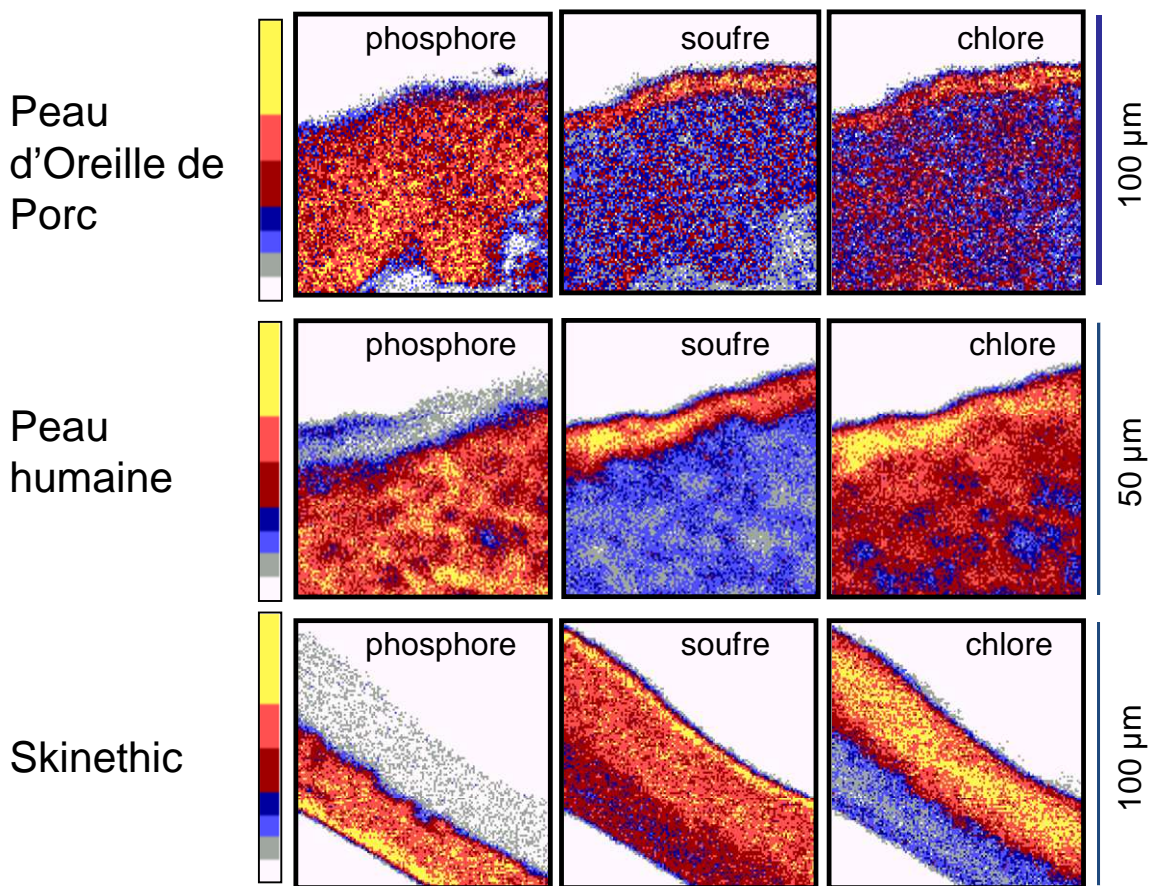 phosphore
soufre
chlore
Peau
d’Oreille de
Porc
100 µm
phosphore
soufre
chlore
Peau
humaine
50 µm
phosphore
soufre
chlore
Skinethic
100 µm